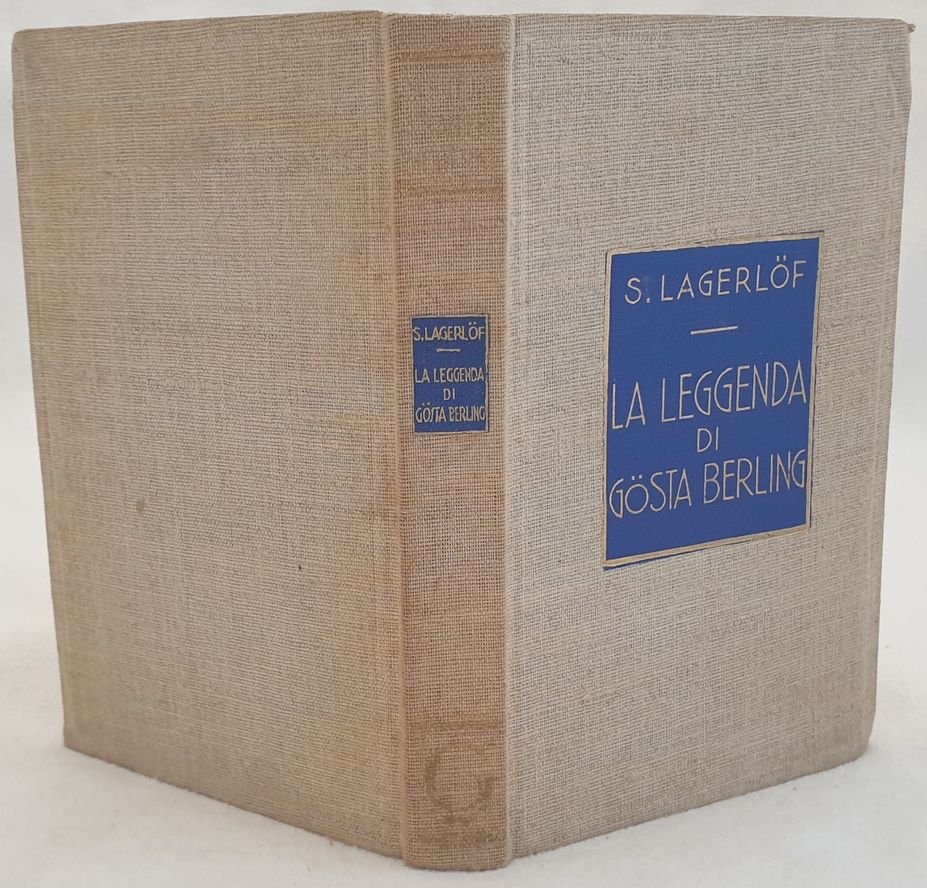 S. LAGERLÖF
LA LEGGENDA
DI
GÖSTA BERLING
S. LAGERLÖF
LA LEGGENDA
DI
GÖSTA BERLING